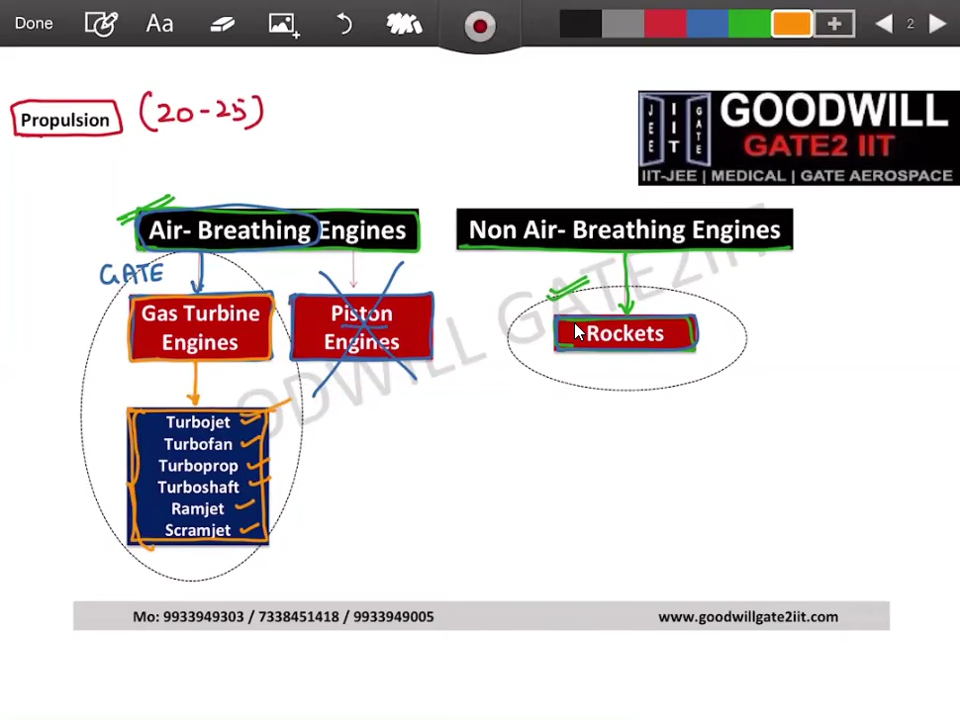 Done
Aa
2
Propulsion
(20-25)
JEE
IIT
GATE
GOODWILL
GATE2 IIT
IIT-JEE | MEDICAL | GATE AEROSPACE
Air- Breathing Engines
Non Air- Breathing Engines
GATE
Gas Turbine
Engines
Piston
Engines
Rockets
Turbojet
Turbofan
Turboprop
Turboshaft
Ramjet
Scramjet
ODWILL GATE2IIT
Mo: 9933949303 / 7338451418 / 9933949005
www.goodwillgate2iit.com